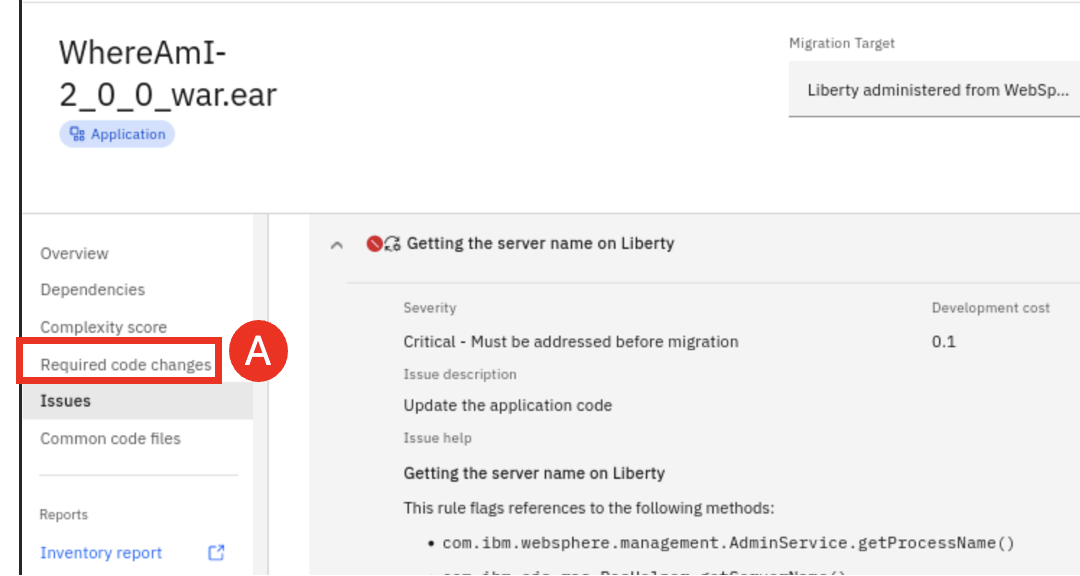 WhereAmI-
2_0_0_war.ear
Application
Migration Target
Liberty administered from WebSp...
Overview
Dependencies
Complexity score
Required code changes
A
Issues
Common code files
Reports
Inventory report
Getting the server name on Liberty
Severity
Development cost
Critical - Must be addressed before migration
0.1
Issue description
Update the application code
Issue help
Getting the server name on Liberty
This rule flags references to the following methods:
• com.ibm.websphere.management.AdminService.getProcessName()